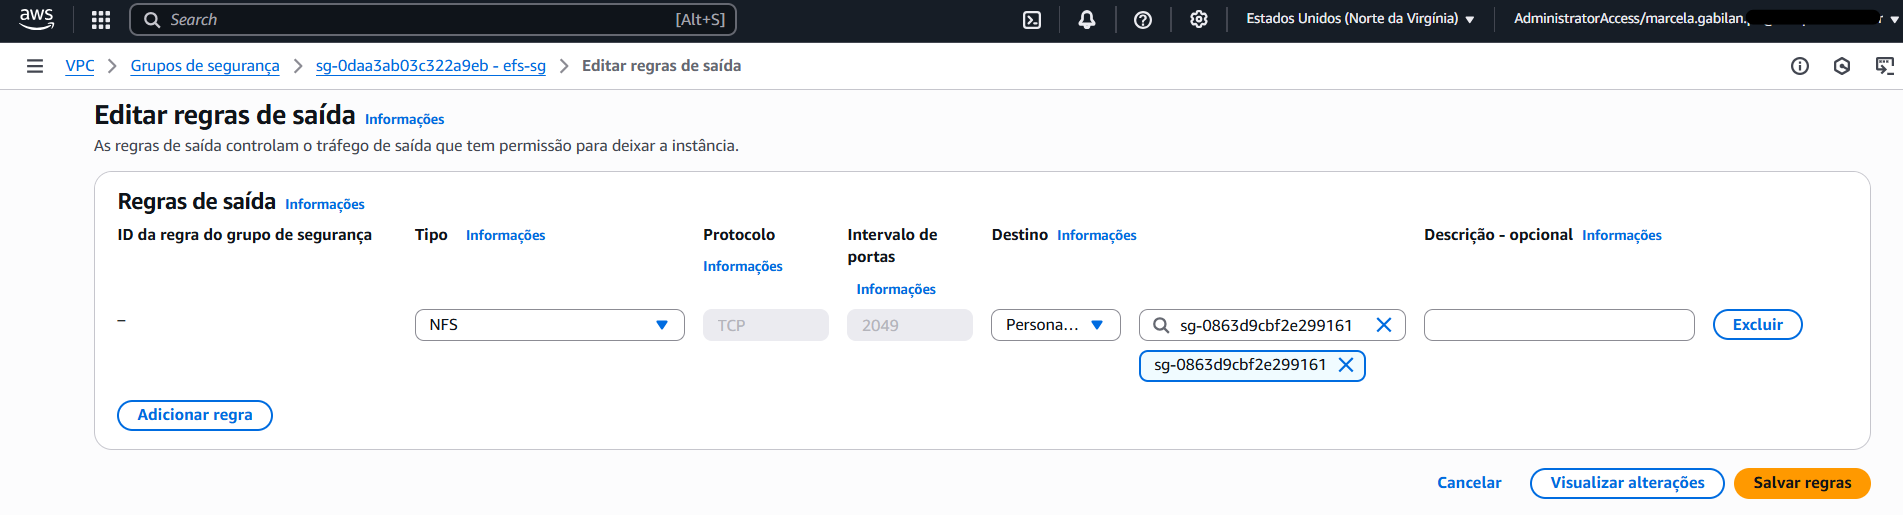 aws
Search
[Alt+S]
Estados Unidos (Norte da Virgínia)
AdministratorAccess/marcela.gabilan.
VPC > Grupos de segurança > sg-0daa3ab03c322a9eb - efs-sg > Editar regras de saída
Editar regras de saída Informações
As regras de saída controlam o tráfego de saída que tem permissão para deixar a instância.
Regras de saída Informações
ID da regra do grupo de segurança
Tipo Informações
Protocolo
Informações
Intervalo de
portas
Informações
Destino Informações
Descrição - opcional Informações
–
NFS
TCP
2049
Persona...
sg-0863d9cbf2e299161
Excluir
sg-0863d9cbf2e299161
Adicionar regra
Cancelar
Visualizar alterações
Salvar regras